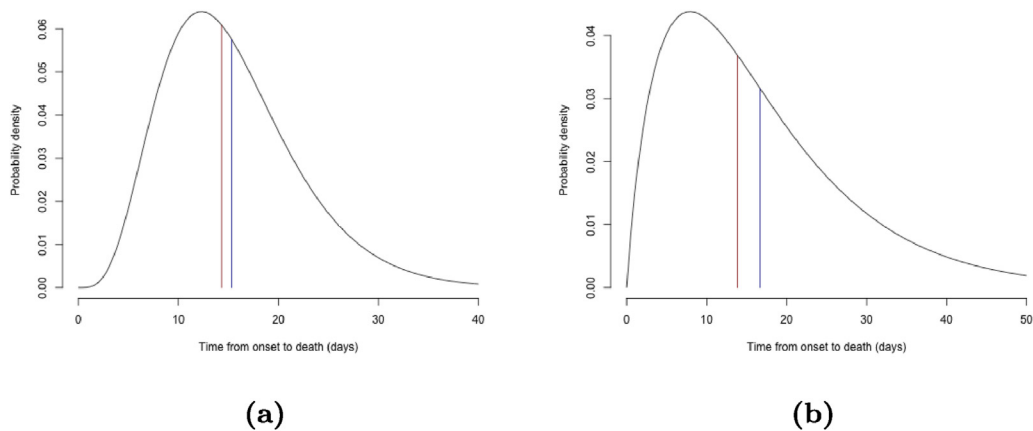 Probability density
0.00 0.01 0.02 0.03 0.04 0.05 0.06
0 10 20 30 40
Time from onset to death (days)
(a)
Probability density
0.00 0.01 0.02 0.03 0.04
0 10 20 30 40 50
Time from onset to death (days)
(b)